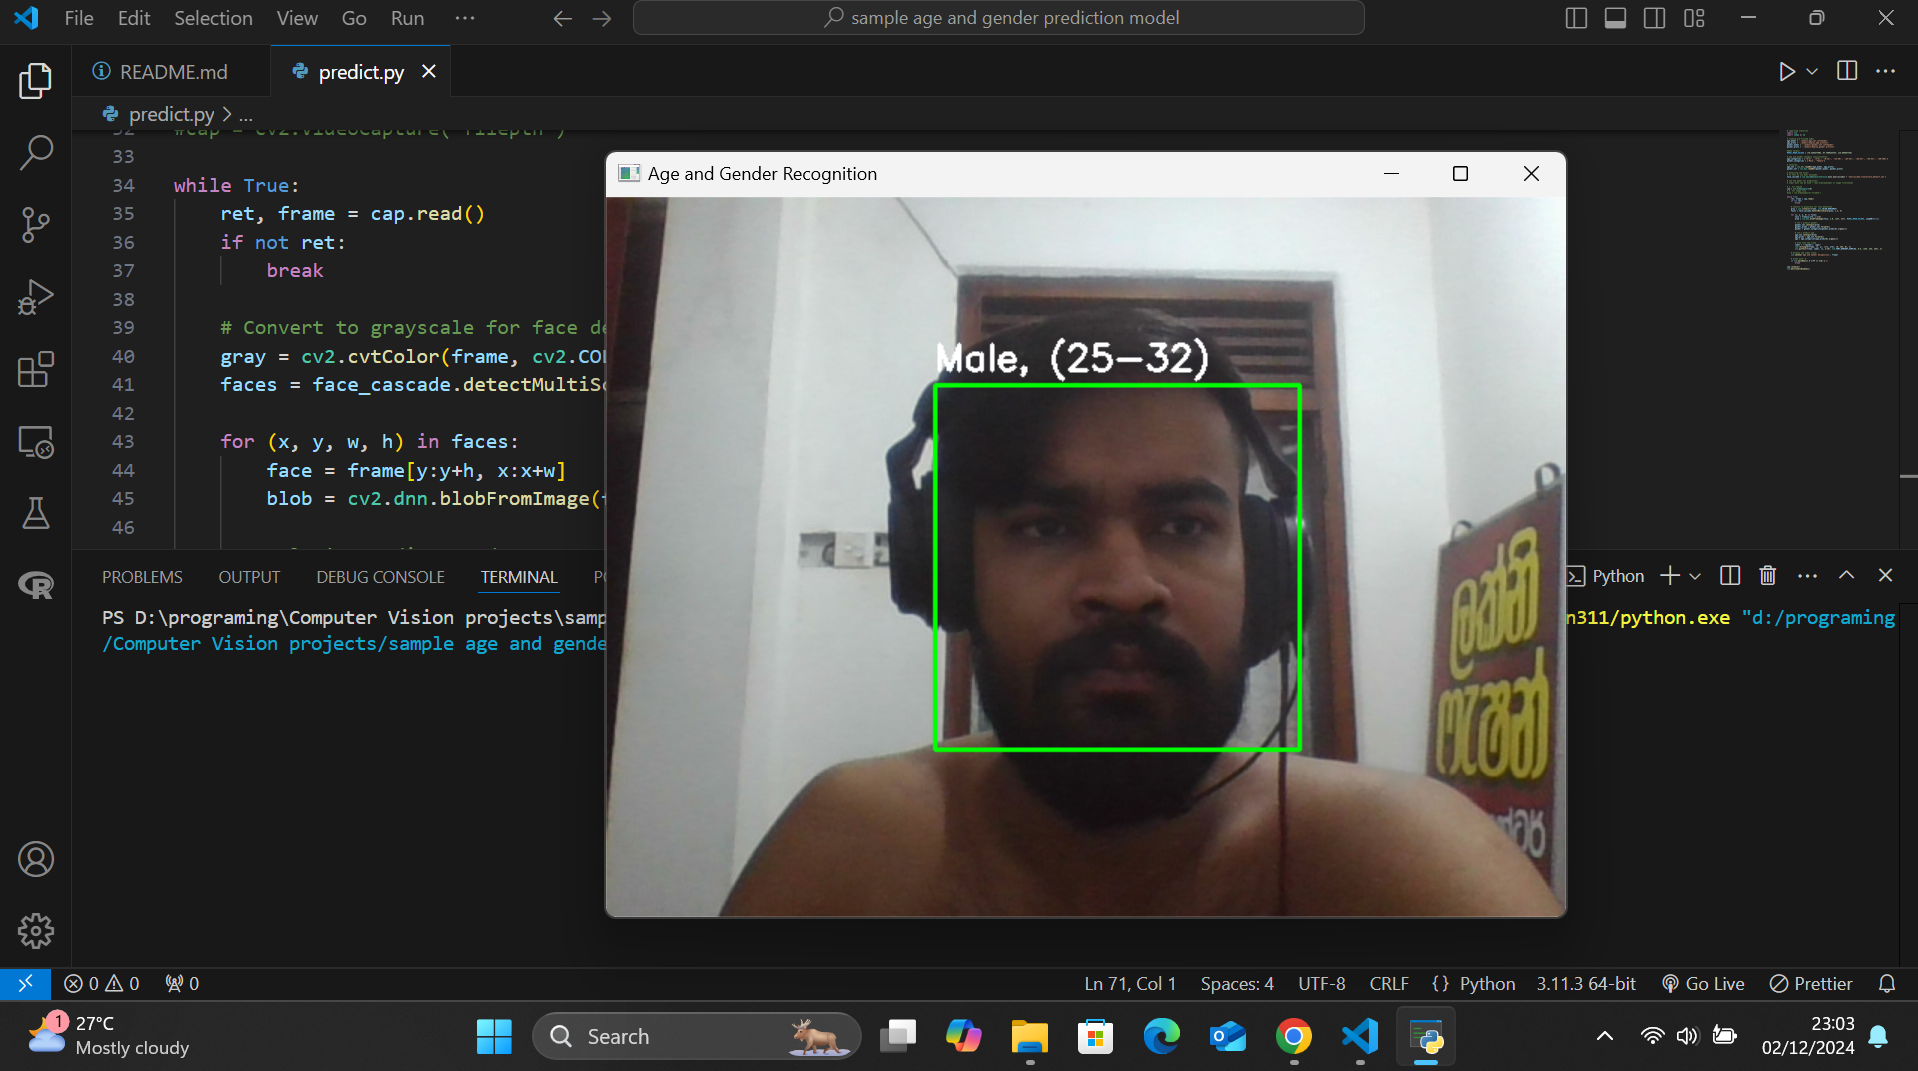 File Edit Selection View Go Run ...
sample age and gender prediction model
README.md
predict.py
predict.py > ...
33
34 while True:
35 ret, frame = cap.read()
36 if not ret:
37 break
38
39 # Convert to grayscale for face de
40 gray = cv2.cvtColor(frame, cv2.COL
41 faces = face_cascade.detectMultiSc
42
43 for (x, y, w, h) in faces:
44 face = frame[y:y+h, x:x+w]
45 blob = cv2.dnn.blobFromImage(
46
Age and Gender Recognition
Male, (25-32)
ලක්නි
ෆැෂන්
PROBLEMS OUTPUT DEBUG CONSOLE TERMINAL
Python
PS D:\programing\Computer Vision projects\samp
n311/python.exe "d:/programing
/Computer Vision projects/sample age and gende
0 0 0
Ln 71, Col 1 Spaces: 4 UTF-8 CRLF {} Python 3.11.3 64-bit Go Live Prettier
1
27°C
Mostly cloudy
Search
23:03
02/12/2024